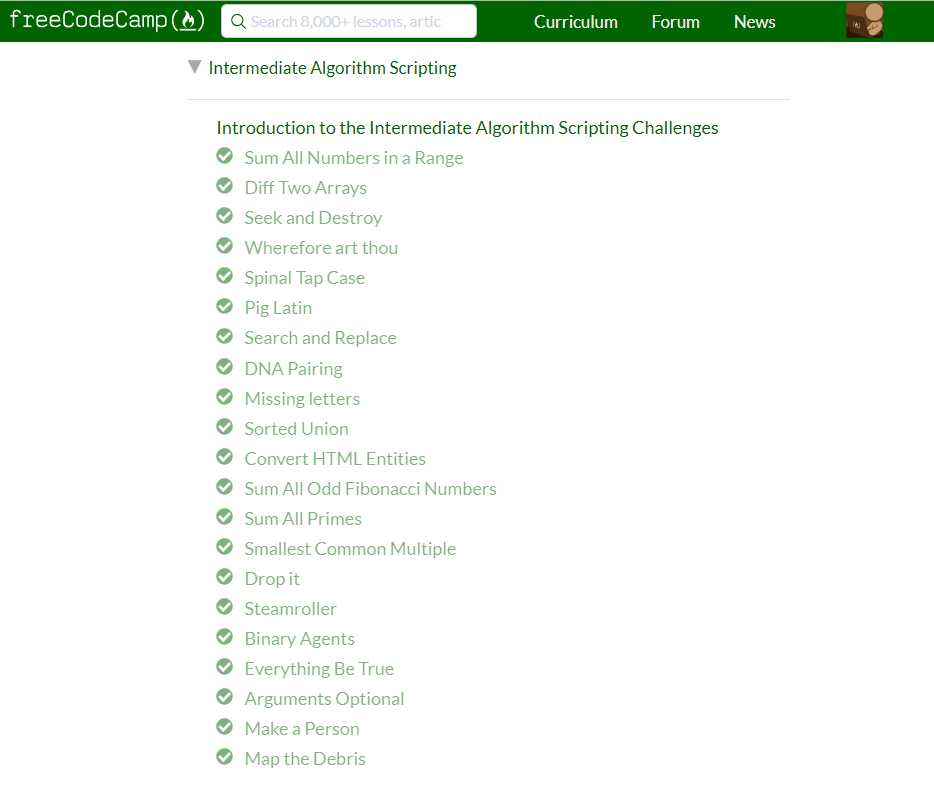 freeCodeCamp
Search 8,000+ lessons, artic
Curriculum
Forum
News
Intermediate Algorithm Scripting
Introduction to the Intermediate Algorithm Scripting Challenges
Sum All Numbers in a Range
Diff Two Arrays
Seek and Destroy
Wherefore art thou
Spinal Tap Case
Pig Latin
Search and Replace
DNA Pairing
Missing letters
Sorted Union
Convert HTML Entities
Sum All Odd Fibonacci Numbers
Sum All Primes
Smallest Common Multiple
Drop it
Steamroller
Binary Agents
Everything Be True
Arguments Optional
Make a Person
Map the Debris